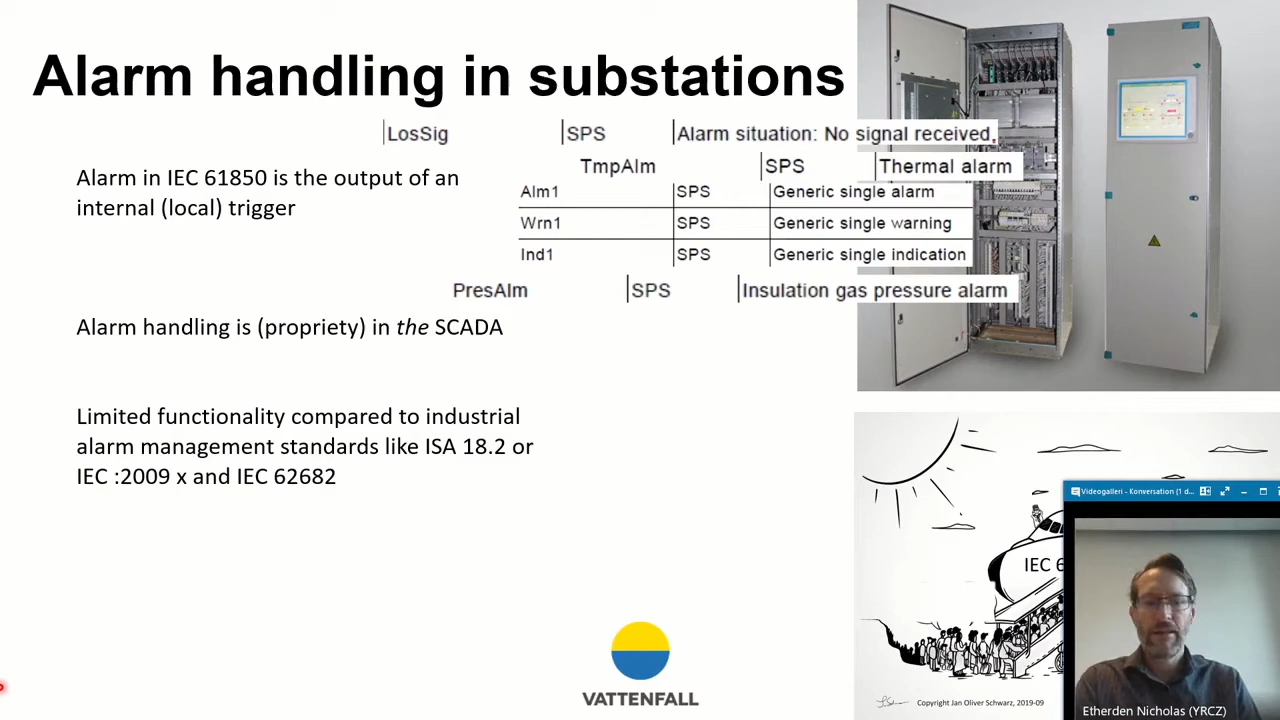 Alarm handling in substations
LosSig SPS Alarm situation: No signal received.
TmpAlm SPS Thermal alarm
Alarm in IEC 61850 is the output of an
internal (local) trigger
Alm1 SPS Generic single alarm
Wrn1 SPS Generic single warning
Ind1 SPS Generic single indication
PresAlm SPS Insulation gas pressure alarm
Alarm handling is (propriety) in the SCADA
Limited functionality compared to industrial
alarm management standards like ISA 18.2 or
IEC :2009 x and IEC 62682
Videogalleri - Konversation (1 d...
IEC 6
VATTENFALL
Copyright Jan Oliver Schwarz, 2019-09
Etherden Nicholas (YRCZ)